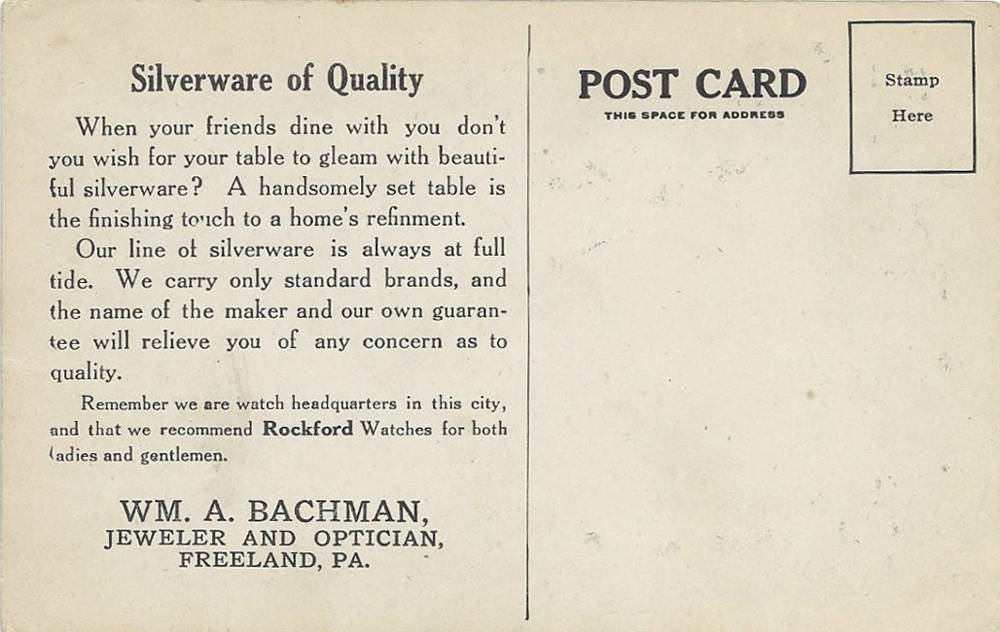 Silverware of Quality
When your friends dine with you don't
you wish for your table to gleam with beauti-
ful silverware? A handsomely set table is
the finishing touch to a home's refinment.
Our line of silverware is always at full
tide. We carry only standard brands, and
the name of the maker and our own guaran-
tee will relieve you of any concern as to
quality.
Remember we are watch headquarters in this city,
and that we recommend Rockford Watches for both
ladies and gentlemen.
WM. A. BACHMAN,
JEWELER AND OPTICIAN,
FREELAND, PA.
POST CARD
THIS SPACE FOR ADDRESS
Stamp
Here